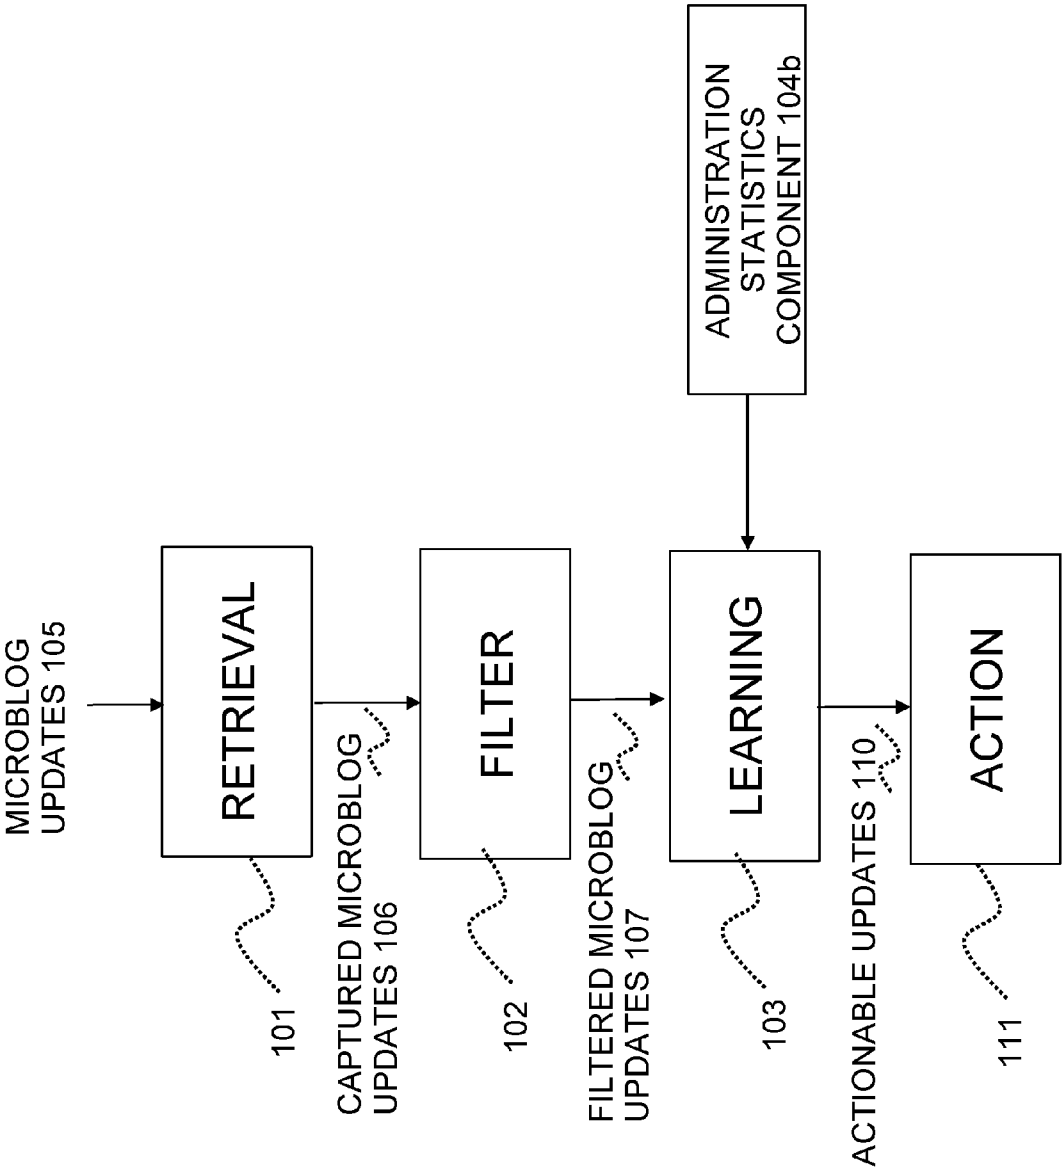 MICROBLOG
UPDATES 105
RETRIEVAL
101
CAPTURED MICROBLOG
UPDATES 106
FILTER
102
FILTERED MICROBLOG
UPDATES 107
LEARNING
103
ADMINISTRATION
STATISTICS
COMPONENT 104b
ACTIONABLE UPDATES 110
ACTION
111